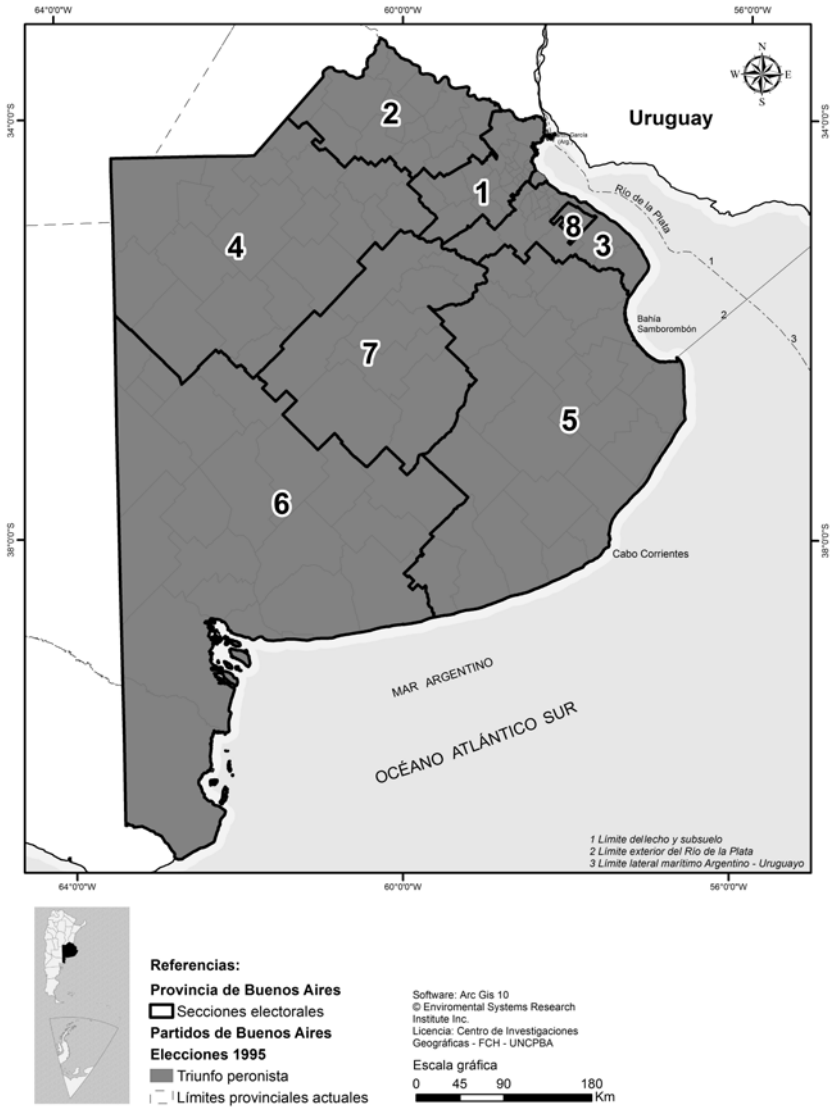 64°0'0"W
60°0'0"W
56°0'0"W
N
W
E
S
34°0'0"S
34°0'0"S
Uruguay
García
(Arg.)
Río de la Plata
2
1
4
8
3
1
2
3
Bahía
Samborombón
7
5
6
38°0'0"S
38°0'0"S
Cabo Corrientes
MAR ARGENTINO
OCÉANO ATLÁNTICO SUR
1 Límite dellecho y subsuelo
2 Límite exterior del Río de la Plata
3 Límite lateral marítimo Argentino - Uruguayo
64°0'0"W
60°0'0"W
56°0'0"W
Referencias:
Provincia de Buenos Aires
Secciones electorales
Partidos de Buenos Aires
Elecciones 1995
Triunfo peronista
Límites provinciales actuales
Software: Arc Gis 10
© Enviromental Systems Research
Institute Inc.
Licencia: Centro de Investigaciones
Geográficas - FCH - UNCPBA
Escala gráfica
0 45 90 180
Km